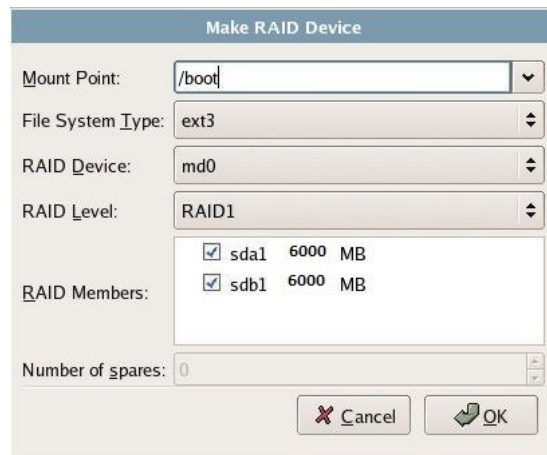 Make RAID Device
Mount Point: /boot
File System Type: ext3
RAID Device: md0
RAID Level: RAID1
sda1 6000 MB
RAID Members:
sdb1 6000 MB
Number of spares: 0
Cancel OK